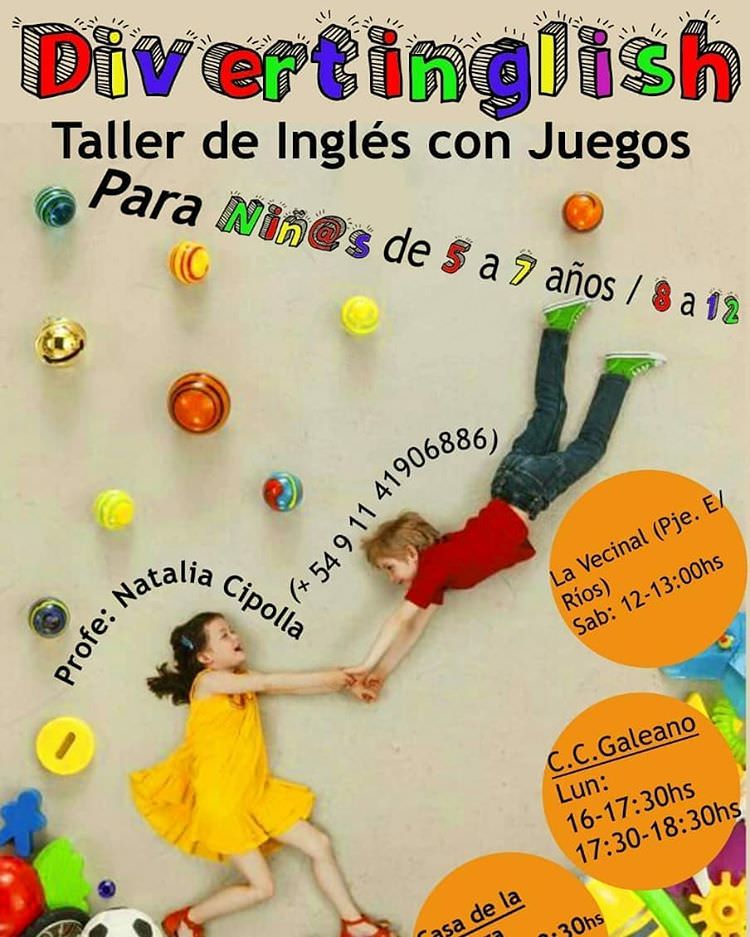 Divertinglish
Taller de Inglés con Juegos
Para Niñ@s de 5 a 7 años / 8 a 12
Profe: Natalia Cipolla
(+ 54 9 11 41906886)
La Vecinal (Pje. E/
Ríos)
Sab: 12-13:00hs
C.C.Galeano
Lun:
16-17:30hs
17:30-18:30hs
Casa de la
:30hs